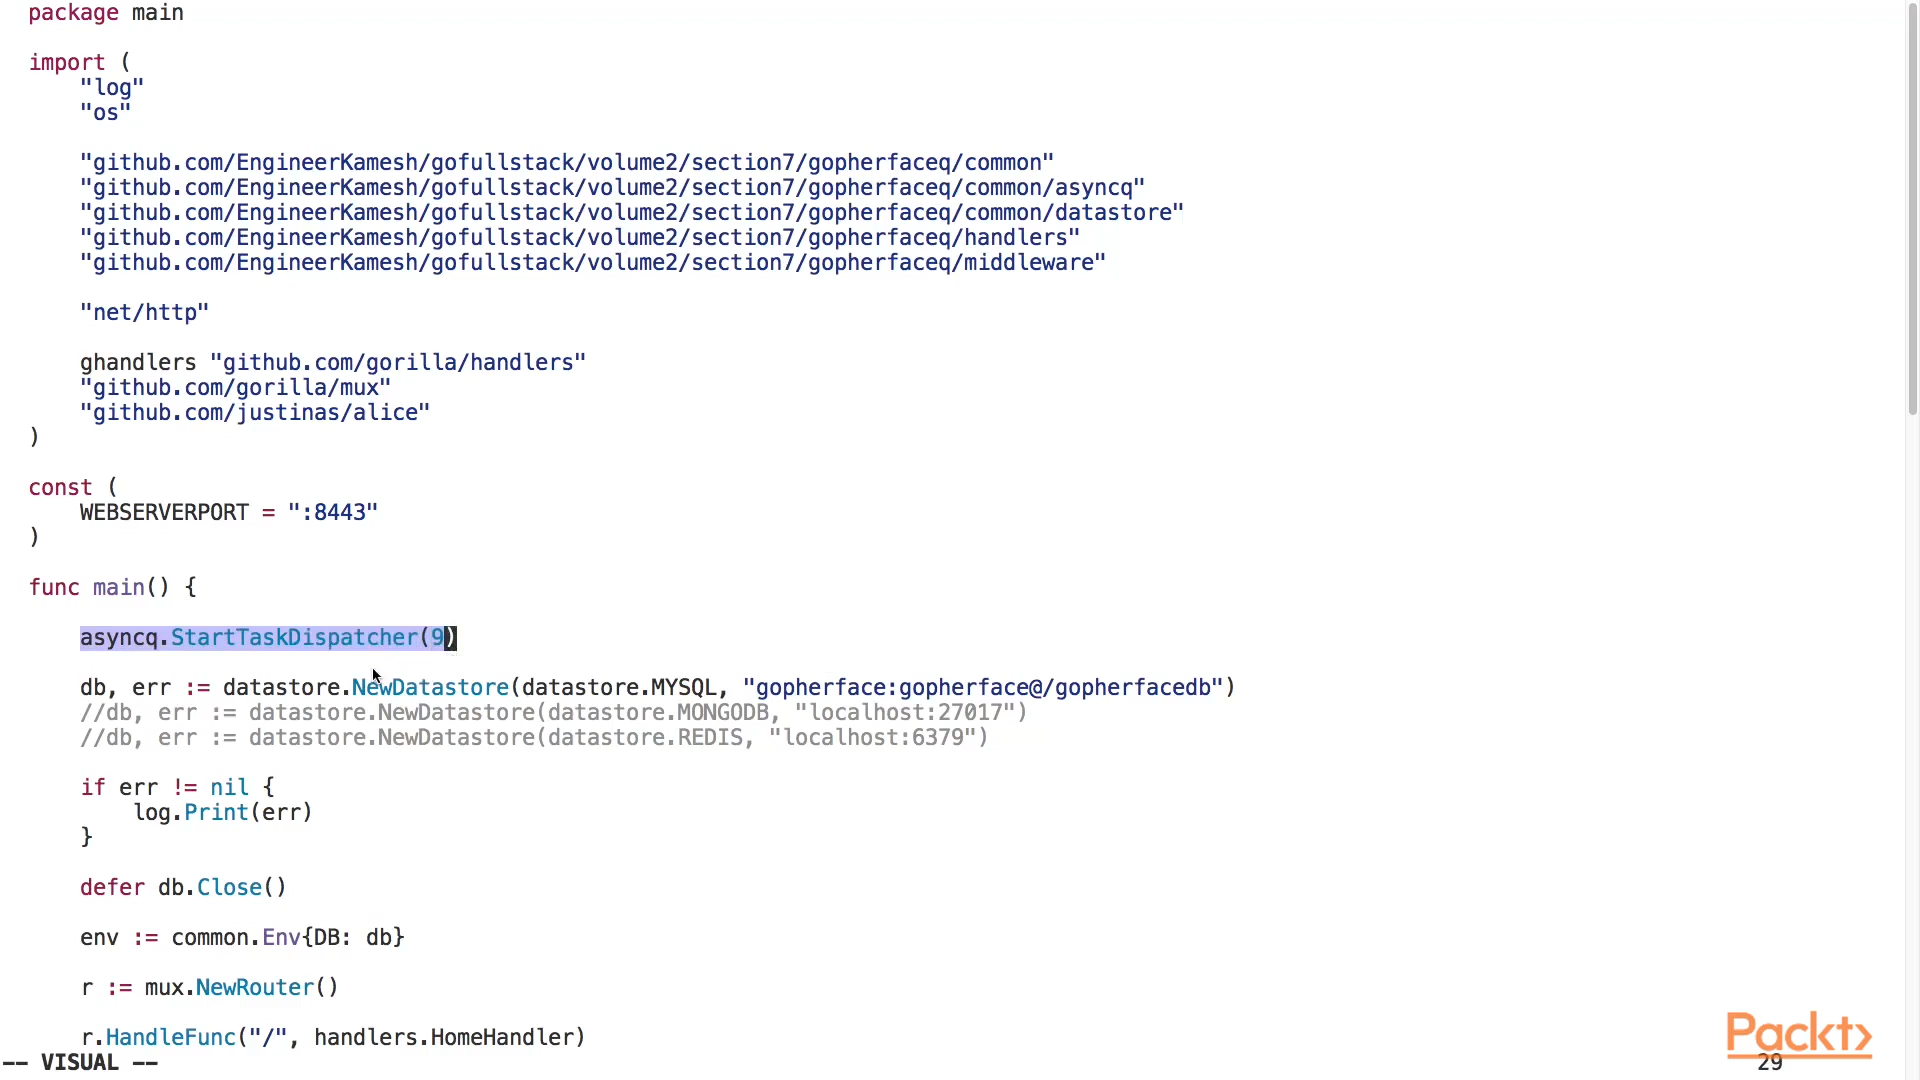 package main
import (
"log"
"os"
"github.com/EngineerKamesh/gofullstack/volume2/section7/gopherfaceq/common"
"github.com/EngineerKamesh/gofullstack/volume2/section7/gopherfaceq/common/asyncq"
"github.com/EngineerKamesh/gofullstack/volume2/section7/gopherfaceq/common/datastore"
"github.com/EngineerKamesh/gofullstack/volume2/section7/gopherfaceq/handlers"
"github.com/EngineerKamesh/gofullstack/volume2/section7/gopherfaceq/middleware"
"net/http"
ghandlers "github.com/gorilla/handlers"
"github.com/gorilla/mux"
"github.com/justinas/alice"
)
const (
WEBSERVERPORT = ":8443"
)
func main() {
asyncq.StartTaskDispatcher(9)
db, err := datastore.NewDatastore(datastore.MYSQL, "gopherface:gopherface@/gopherfacedb")
//db, err := datastore.NewDatastore(datastore.MONGODB, "localhost:27017")
//db, err := datastore.NewDatastore(datastore.REDIS, "localhost:6379")
if err != nil {
log.Print(err)
}
defer db.Close()
env := common.Env{DB: db}
r := mux.NewRouter()
r.HandleFunc("/", handlers.HomeHandler)
-- VISUAL --
29
Packt>